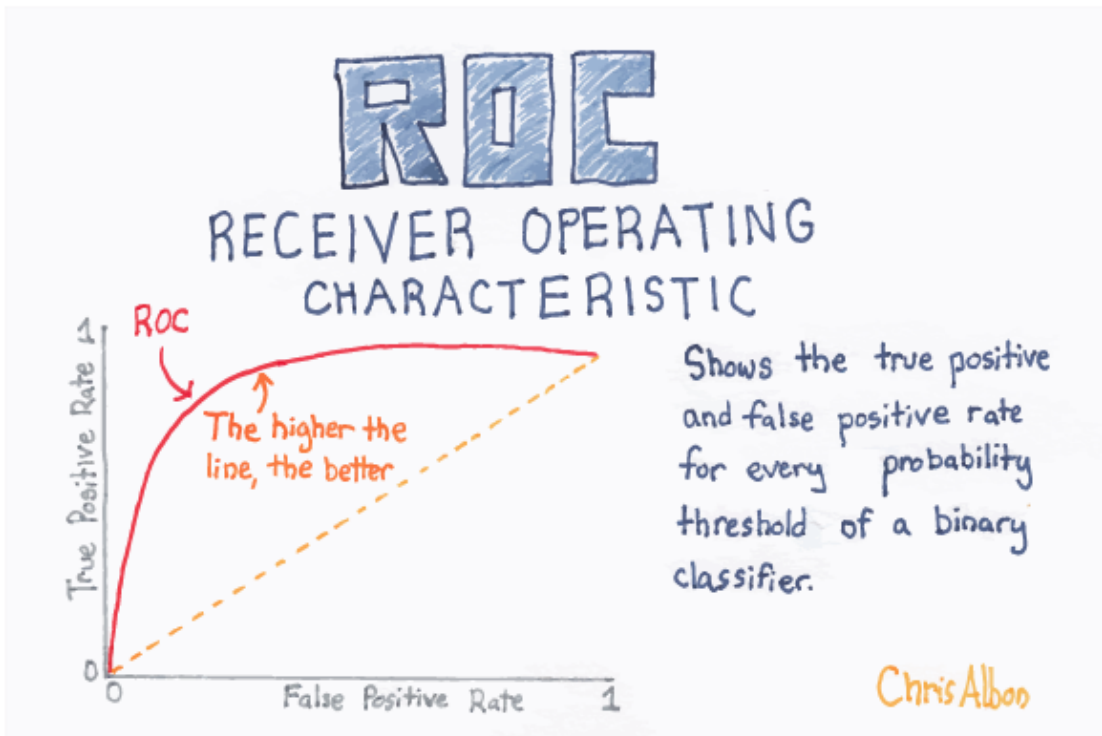 ROC
RECEIVER OPERATING
CHARACTERISTIC
ROC
The higher the
line, the better
True Positive Rate
1
0
0
False Positive Rate
1
Shows the true positive
and false positive rate
for every probability
threshold of a binary
classifier.
Chris Albon